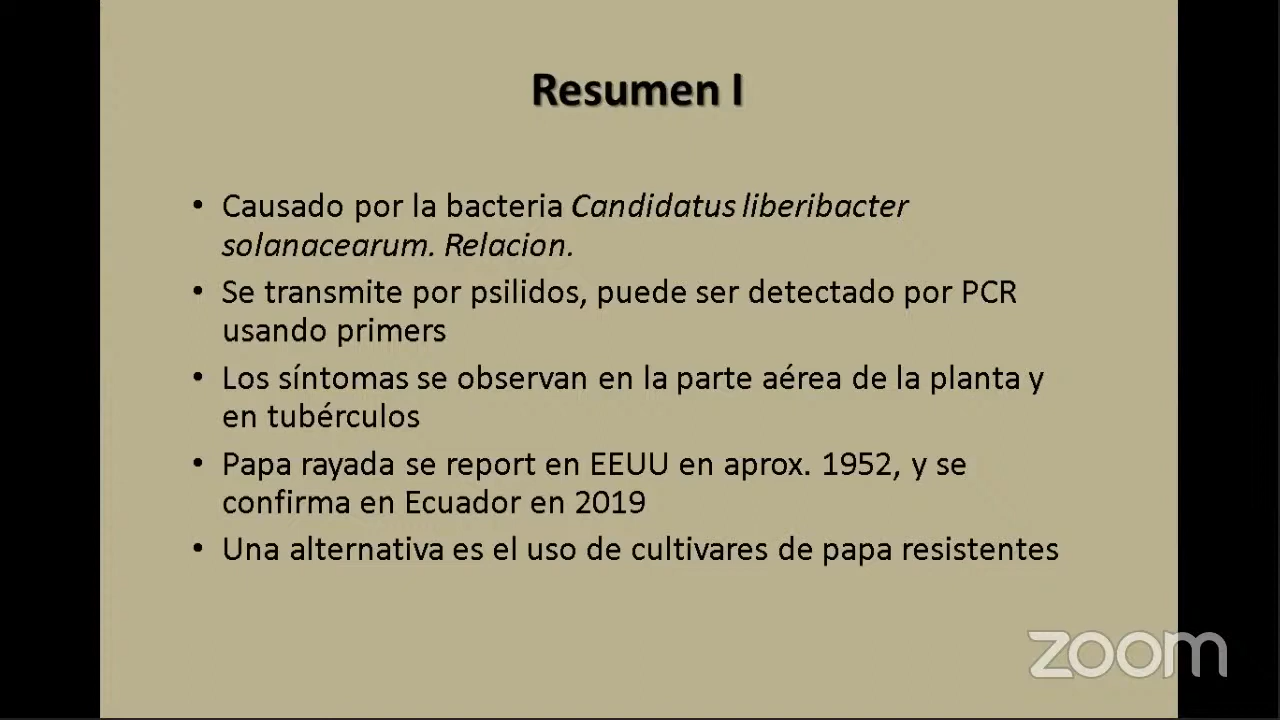 Resumen I
• Causado por la bacteria Candidatus liberibacter
solanacearum. Relacion.
• Se transmite por psilidos, puede ser detectado por PCR
usando primers
• Los síntomas se observan en la parte aérea de la planta y
en tubérculos
• Papa rayada se report en EEUU en aprox. 1952, y se
confirma en Ecuador en 2019
• Una alternativa es el uso de cultivares de papa resistentes
zoom